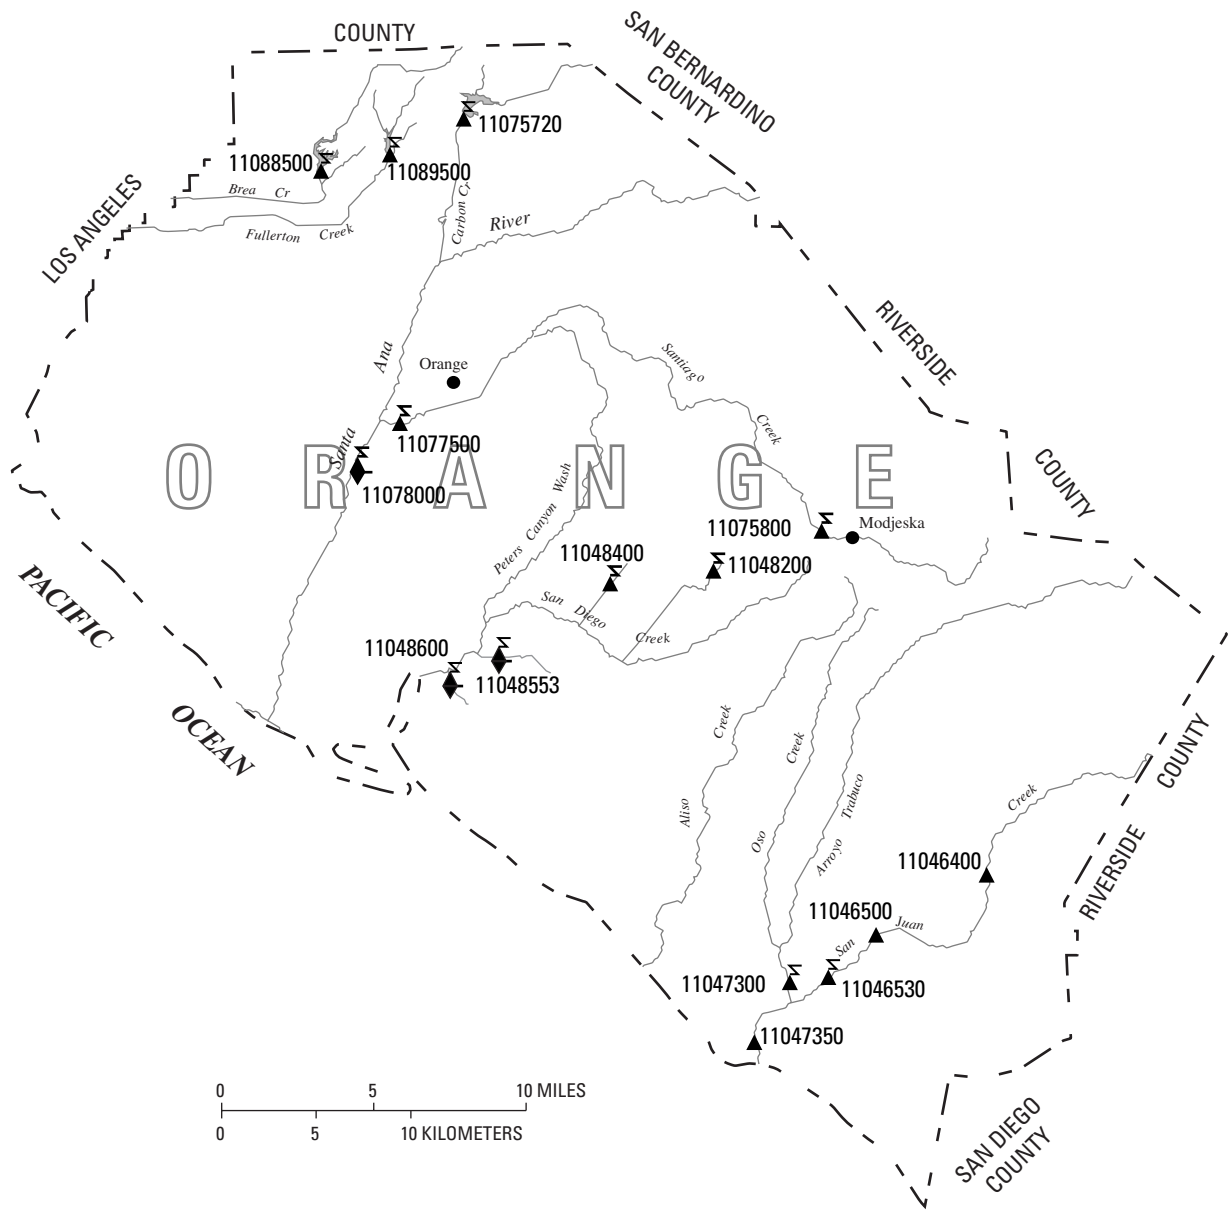 COUNTY
SAN BERNARDINO
COUNTY
11075720
11088500
11089500
Brea Cr
LOS ANGELES
Fullerton Creek
Carbon Cr
River
RIVERSIDE
Ana
Orange
Santiago
Creek
11077500
Santa
ORANGE
COUNTY
11078000
Peters Canyon Wash
11075800
Modjeska
11048400
11048200
PACIFIC
OCEAN
San Diego
Creek
11048600
11048553
Creek
Aliso
Creek
Oso
Arroyo Trabuco
Creek
COUNTY
RIVERSIDE
11046400
11046500
Juan
San
11047300
11046530
11047350
0 5 10 MILES
0 5 10 KILOMETERS
SAN DIEGO
COUNTY